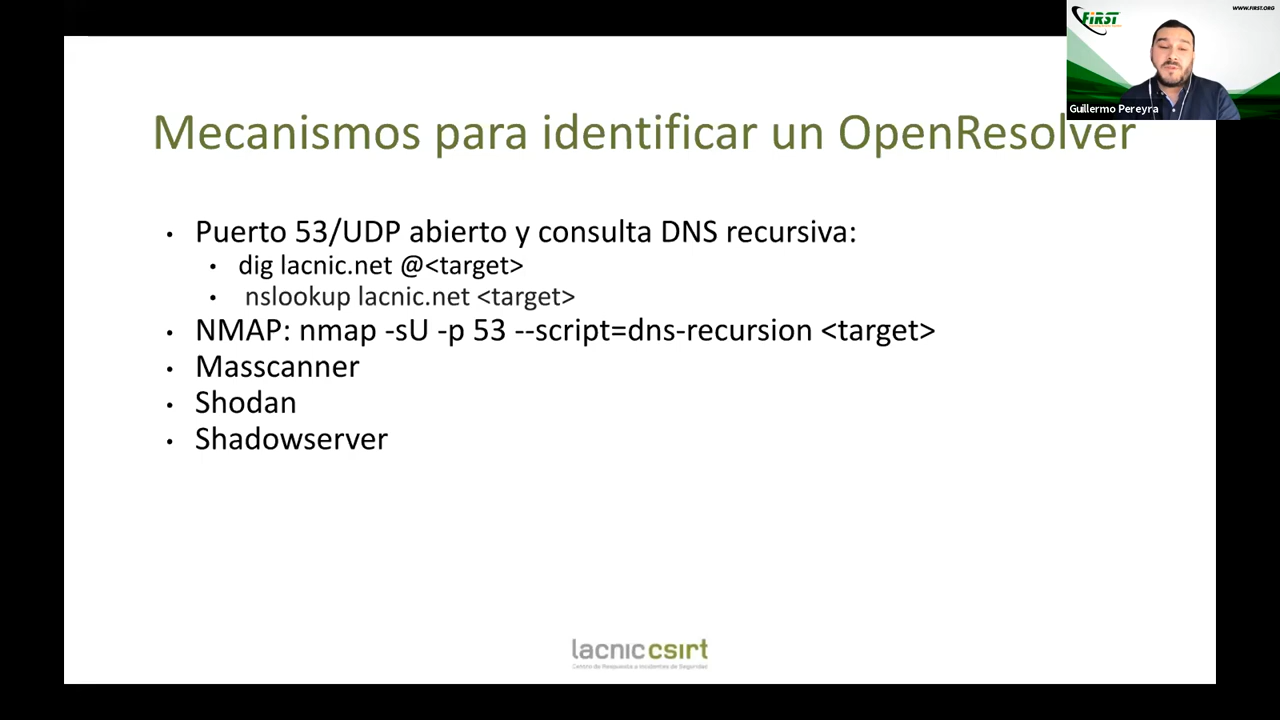 FiRST
WWW.FIRST.ORG
Guillermo Pereyra
Mecanismos para identificar un OpenResolver
• Puerto 53/UDP abierto y consulta DNS recursiva:
• dig lacnic.net @<target>
• nslookup lacnic.net <target>
• NMAP: nmap -sU -p 53 --script=dns-recursion <target>
• Masscanner
• Shodan
• Shadowserver
lacnic csirt
Centro de Respuesta a Incidentes de Seguridad